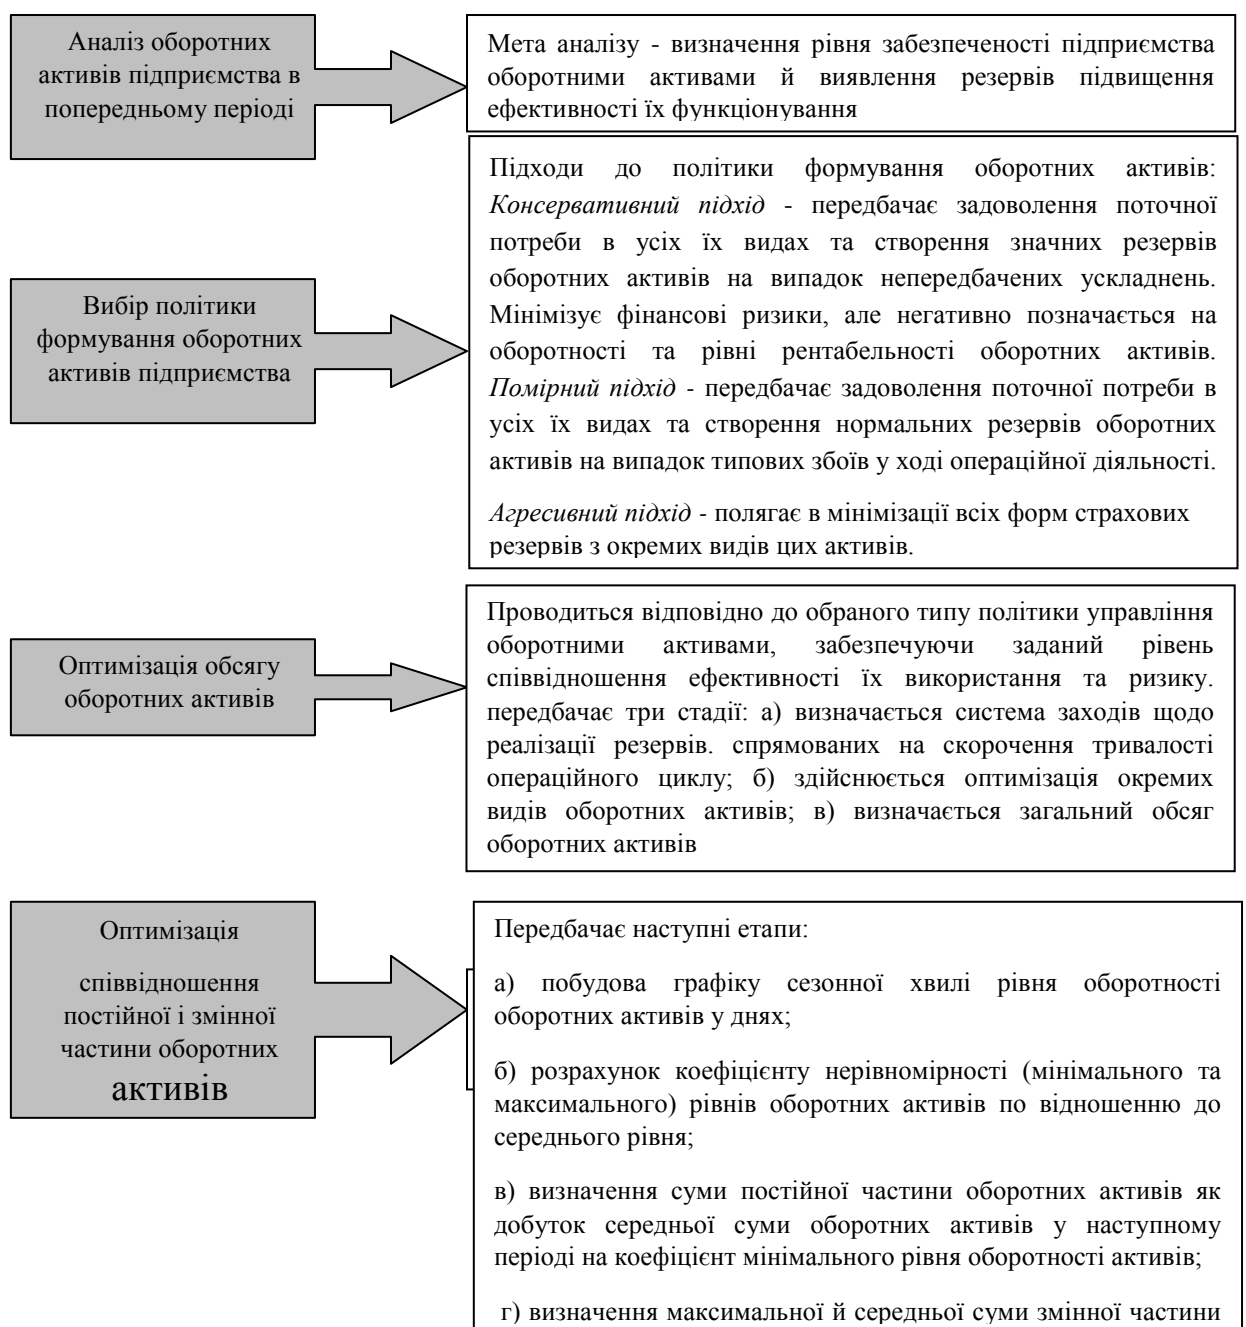 Аналіз оборотних
активів підприємства в
попередньому періоді
Мета аналізу - визначення рівня забезпеченості підприємства
оборотними активами й виявлення резервів підвищення
ефективності їх функціонування
Вибір політики
формування оборотних
активів підприємства
Підходи до політики формування оборотних активів:
Консервативний підхід - передбачає задоволення поточної
потреби в усіх їх видах та створення значних резервів
оборотних активів на випадок непередбачених ускладнень.
Мінімізує фінансові ризики, але негативно позначається на
оборотності та рівні рентабельності оборотних активів.
Помірний підхід - передбачає задоволення поточної потреби в
усіх їх видах та створення нормальних резервів оборотних
активів на випадок типових збоїв у ході операційної діяльності.
Агресивний підхід - полягає в мінімізації всіх форм страхових
резервів з окремих видів цих активів.
Оптимізація обсягу
оборотних активів
Проводиться відповідно до обраного типу політики управління
оборотними активами, забезпечуючи заданий рівень
співвідношення ефективності їх використання та ризику.
передбачає три стадії: а) визначається система заходів щодо
реалізації резервів. спрямованих на скорочення тривалості
операційного циклу; б) здійснюється оптимізація окремих
видів оборотних активів; в) визначається загальний обсяг
оборотних активів
Оптимізація
співвідношення
постійної і змінної
частини оборотних
активів
Передбачає наступні етапи:
а) побудова графіку сезонної хвилі рівня оборотності
оборотних активів у днях;
б) розрахунок коефіцієнту нерівномірності (мінімального та
максимального) рівнів оборотних активів по відношенню до
середнього рівня;
в) визначення суми постійної частини оборотних активів як
добуток середньої суми оборотних активів у наступному
періоді на коефіцієнт мінімального рівня оборотності активів;
г) визначення максимальної й середньої суми змінної частини